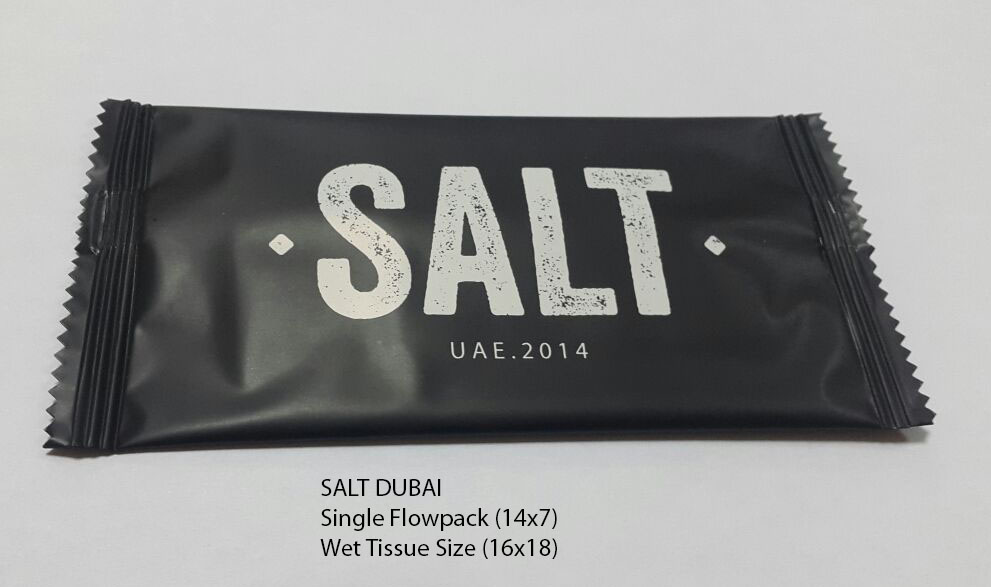 SALT
UAE.2014
SALT DUBAI
Single Flowpack (14x7)
Wet Tissue Size (16x18)